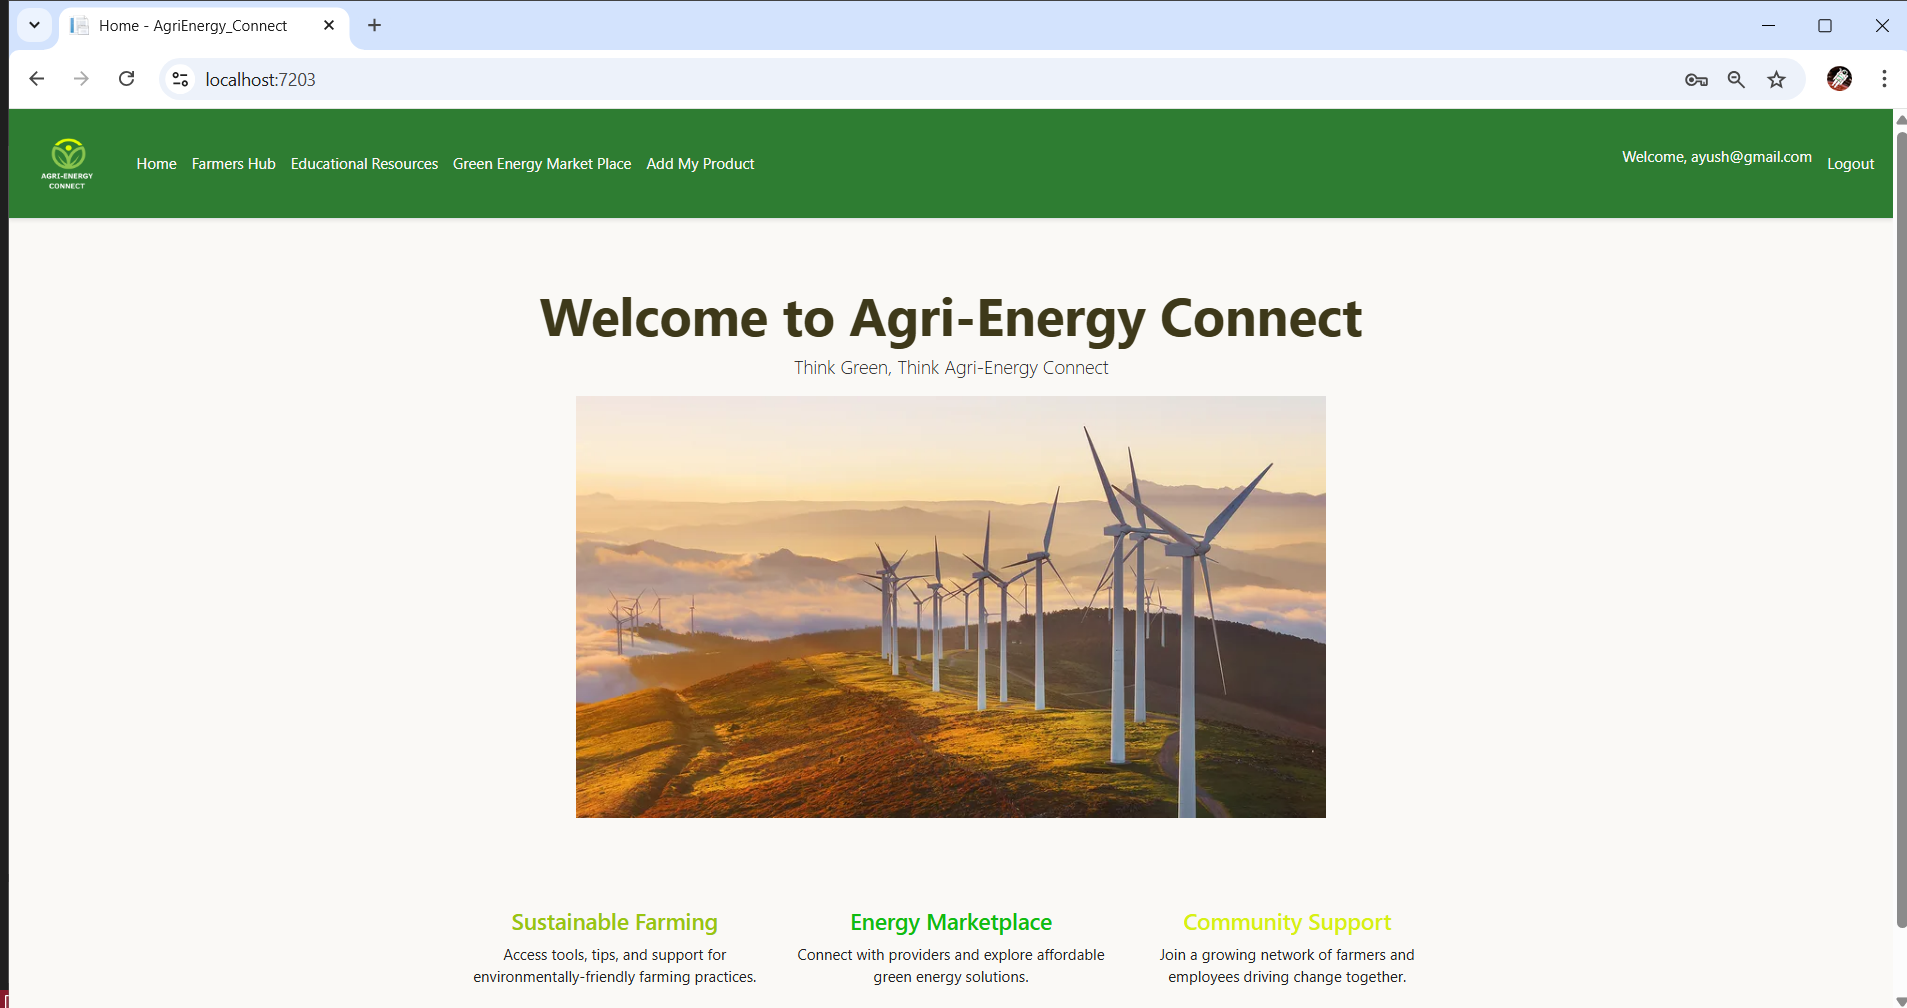 Home - AgriEnergy_Connect
localhost:7203
AGRI-ENERGY
CONNECT
Home Farmers Hub Educational Resources Green Energy Market Place Add My Product
Welcome, ayush@gmail.com Logout
Welcome to Agri-Energy Connect
Think Green, Think Agri-Energy Connect
Sustainable Farming
Access tools, tips, and support for
environmentally-friendly farming practices.
Energy Marketplace
Connect with providers and explore affordable
green energy solutions.
Community Support
Join a growing network of farmers and
employees driving change together.